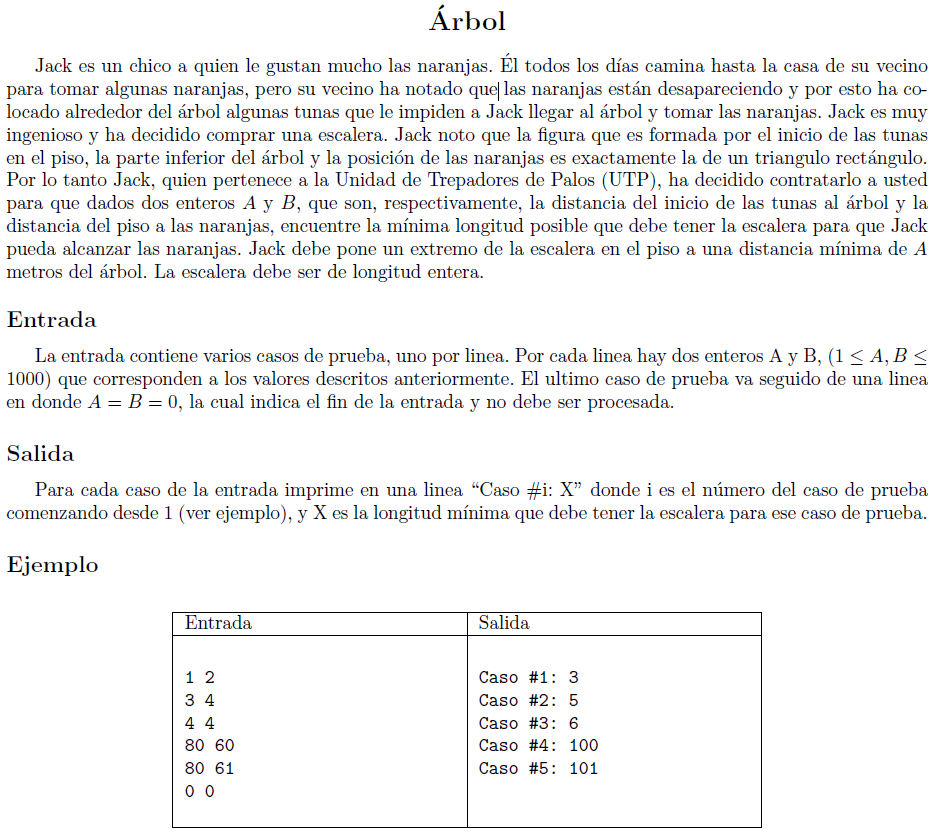 Árbol
Jack es un chico a quien le gustan mucho las naranjas. Él todos los días camina hasta la casa de su vecino
para tomar algunas naranjas, pero su vecino ha notado que las naranjas están desapareciendo y por esto ha co-
locado alrededor del árbol algunas tunas que le impiden a Jack llegar al árbol y tomar las naranjas. Jack es muy
ingenioso y ha decidido comprar una escalera. Jack noto que la figura que es formada por el inicio de las tunas
en el piso, la parte inferior del árbol y la posición de las naranjas es exactamente la de un triangulo rectángulo.
Por lo tanto Jack, quien pertenece a la Unidad de Trepadores de Palos (UTP), ha decidido contratarlo a usted
para que dados dos enteros A y B, que son, respectivamente, la distancia del inicio de las tunas al árbol y la
distancia del piso a las naranjas, encuentre la mínima longitud posible que debe tener la escalera para que Jack
pueda alcanzar las naranjas. Jack debe pone un extremo de la escalera en el piso a una distancia mínima de A
metros del árbol. La escalera debe ser de longitud entera.
Entrada
La entrada contiene varios casos de prueba, uno por linea. Por cada linea hay dos enteros A y B, (1 ≤ A, B ≤
1000) que corresponden a los valores descritos anteriormente. El ultimo caso de prueba va seguido de una linea
en donde A = B = 0, la cual indica el fin de la entrada y no debe ser procesada.
Salida
Para cada caso de la entrada imprime en una linea “Caso #i: X” donde i es el número del caso de prueba
comenzando desde 1 (ver ejemplo), y X es la longitud mínima que debe tener la escalera para ese caso de prueba.
Ejemplo
Entrada Salida
1 2 Caso #1: 3
3 4 Caso #2: 5
4 4 Caso #3: 6
80 60 Caso #4: 100
80 61 Caso #5: 101
0 0